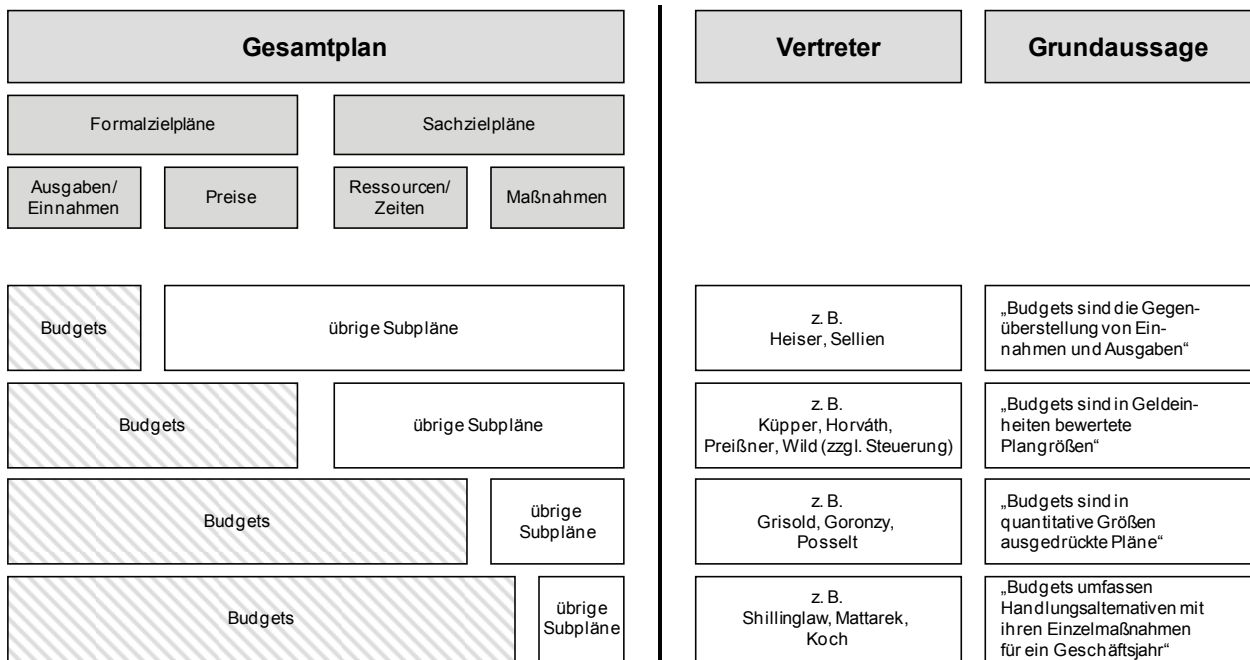 Gesamtplan
Vertreter
Grundaussage
Formalzielpläne
Sachzielpläne
Ausgaben/
Einnahmen
Preise
Ressourcen/
Zeiten
Maßnahmen
Budgets
übrige Subpläne
z. B.
Heiser, Sellien
„Budgets sind die Gegen-
überstellung von Ein-
nahmen und Ausgaben“
Budgets
übrige Subpläne
z. B.
Küpper, Horváth,
Preißner, Wild (zzgl. Steuerung)
„Budgets sind in Geldein-
heiten bewertete
Plangrößen“
Budgets
übrige
Subpläne
z. B.
Grisold, Goronzy,
Posselt
„Budgets sind in
quantitative Größen
ausgedrückte Pläne“
Budgets
übrige
Subpläne
z. B.
Shillinglaw, Mattarek,
Koch
„Budgets umfassen
Handlungsalternativen mit
ihren Einzelmaßnahmen
für ein Geschäftsjahr“